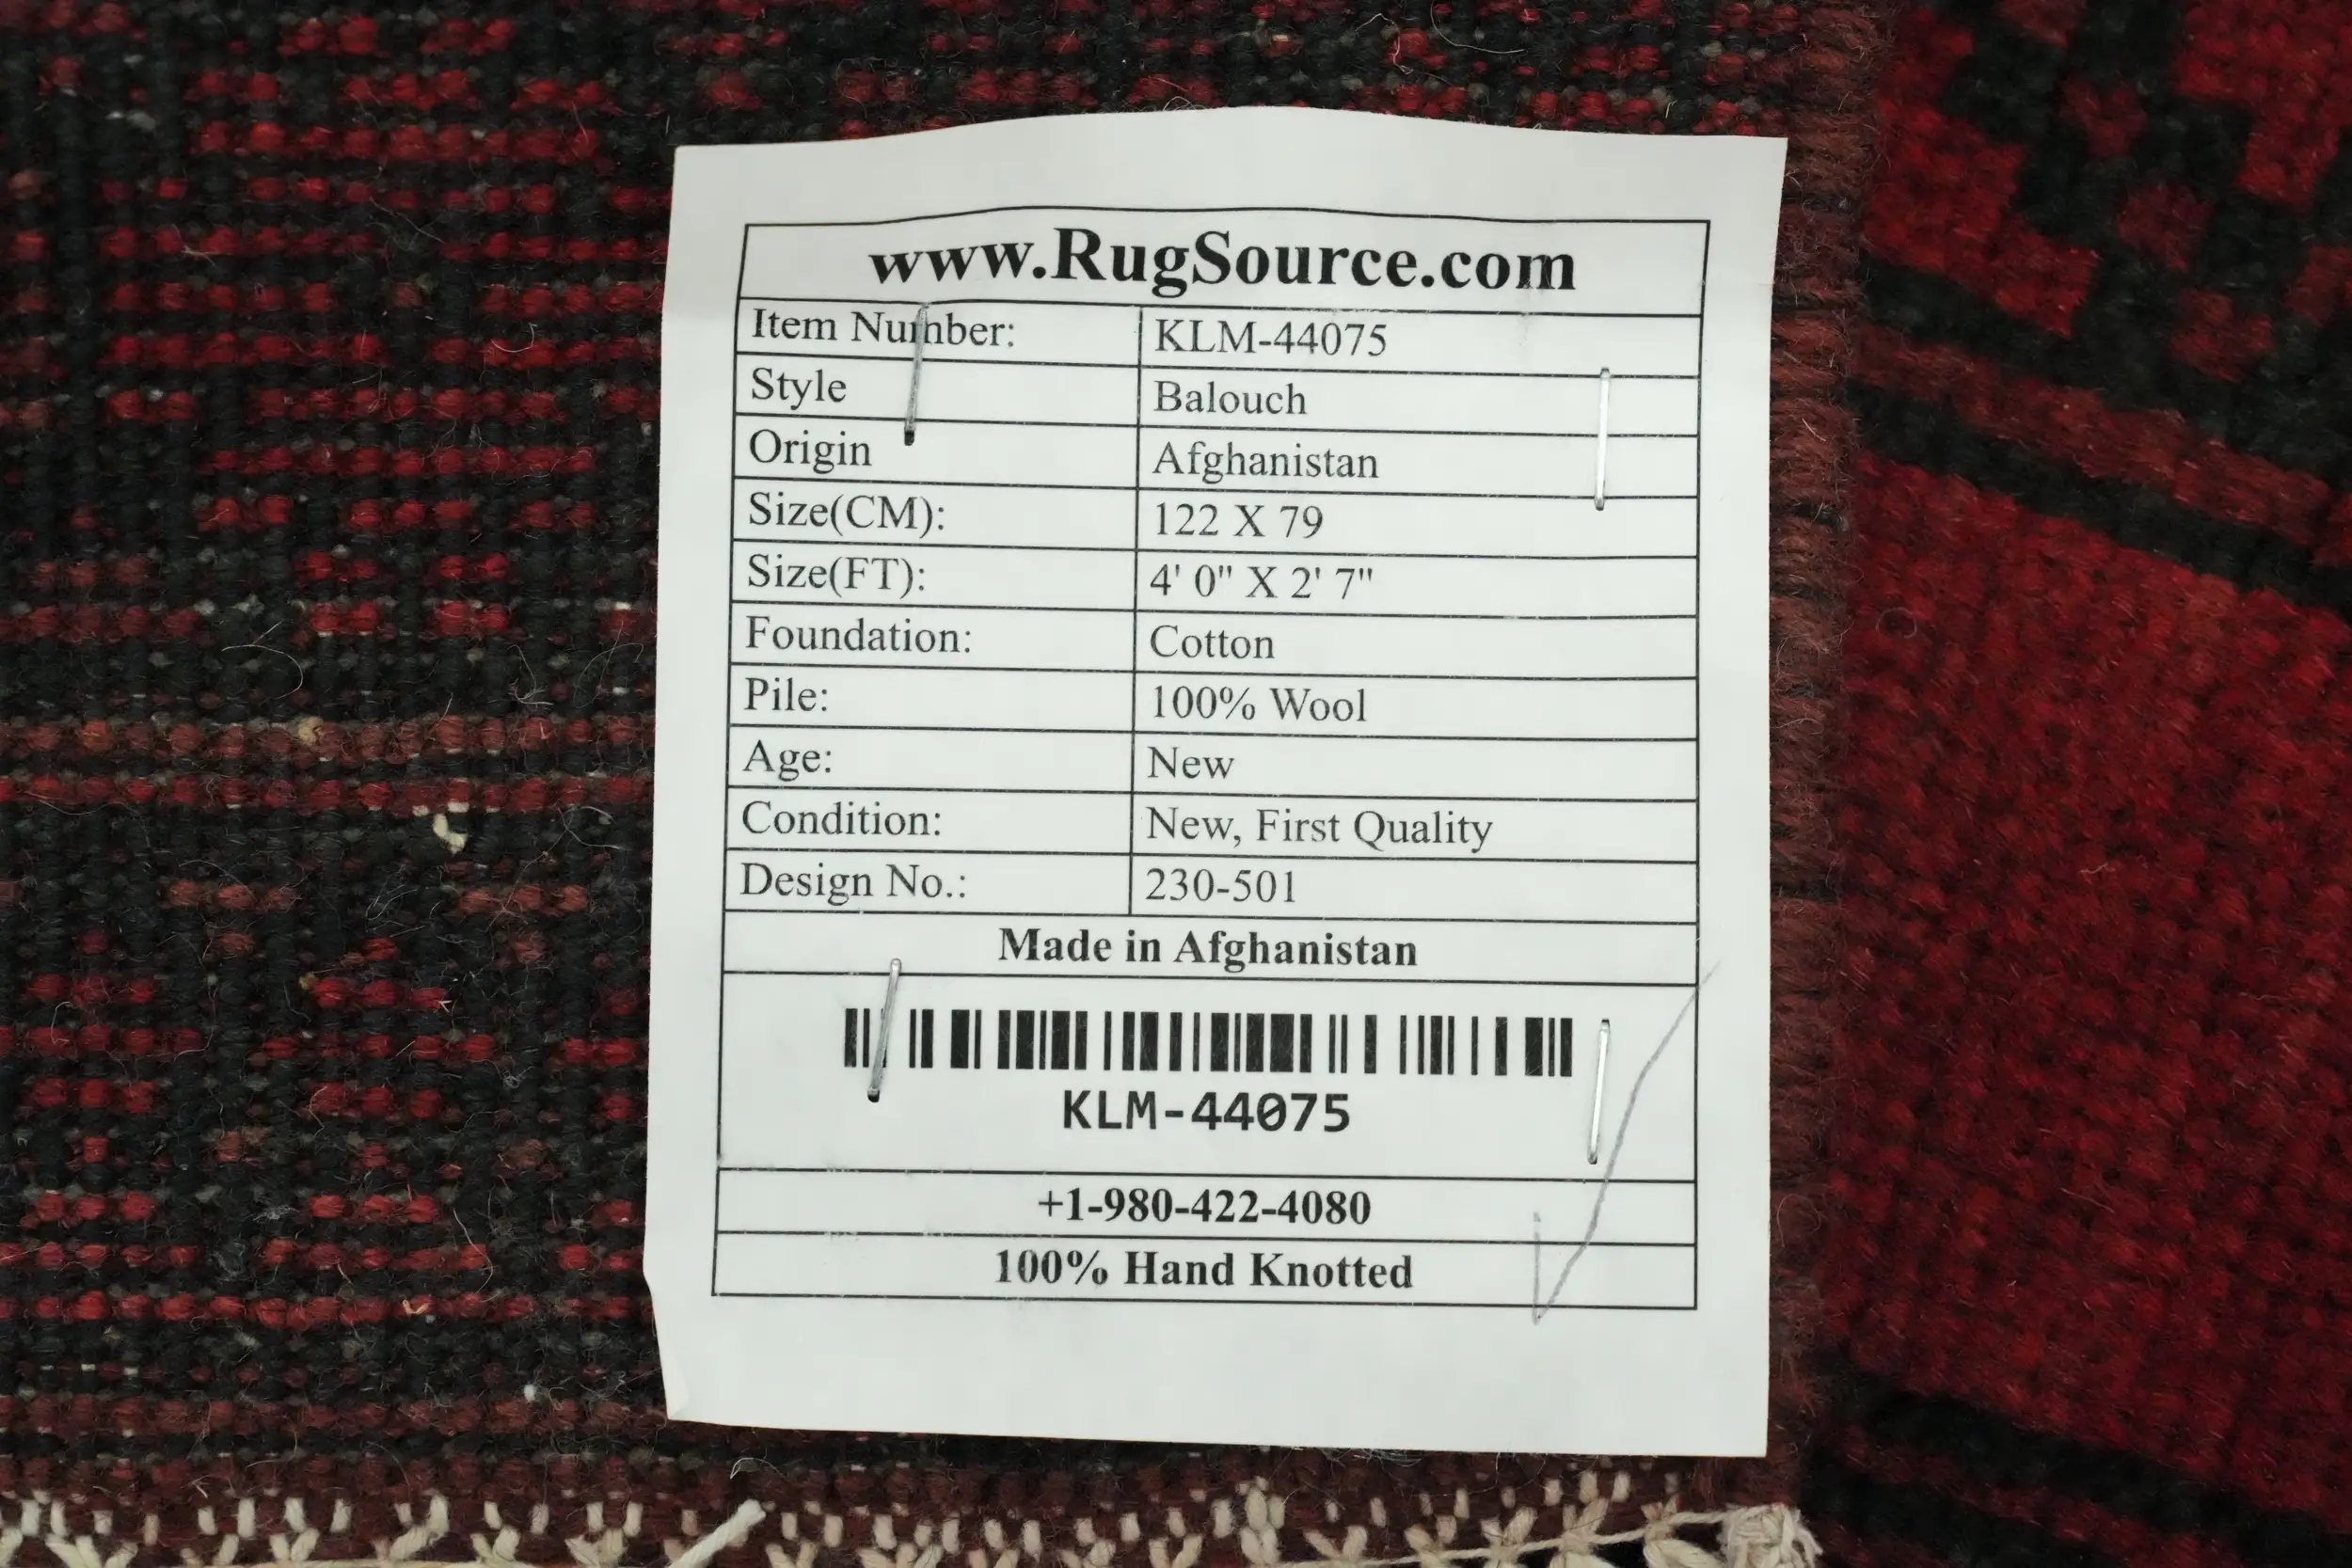 www.RugSource.com
Item Number: KLM-44075
Style Balouch
Origin Afghanistan
Size(CM): 122 X 79
Size(FT): 4' 0" X 2' 7"
Foundation: Cotton
Pile: 100% Wool
Age: New
Condition: New, First Quality
Design No.: 230-501
Made in Afghanistan
KLM-44075
+1-980-422-4080
100% Hand Knotted